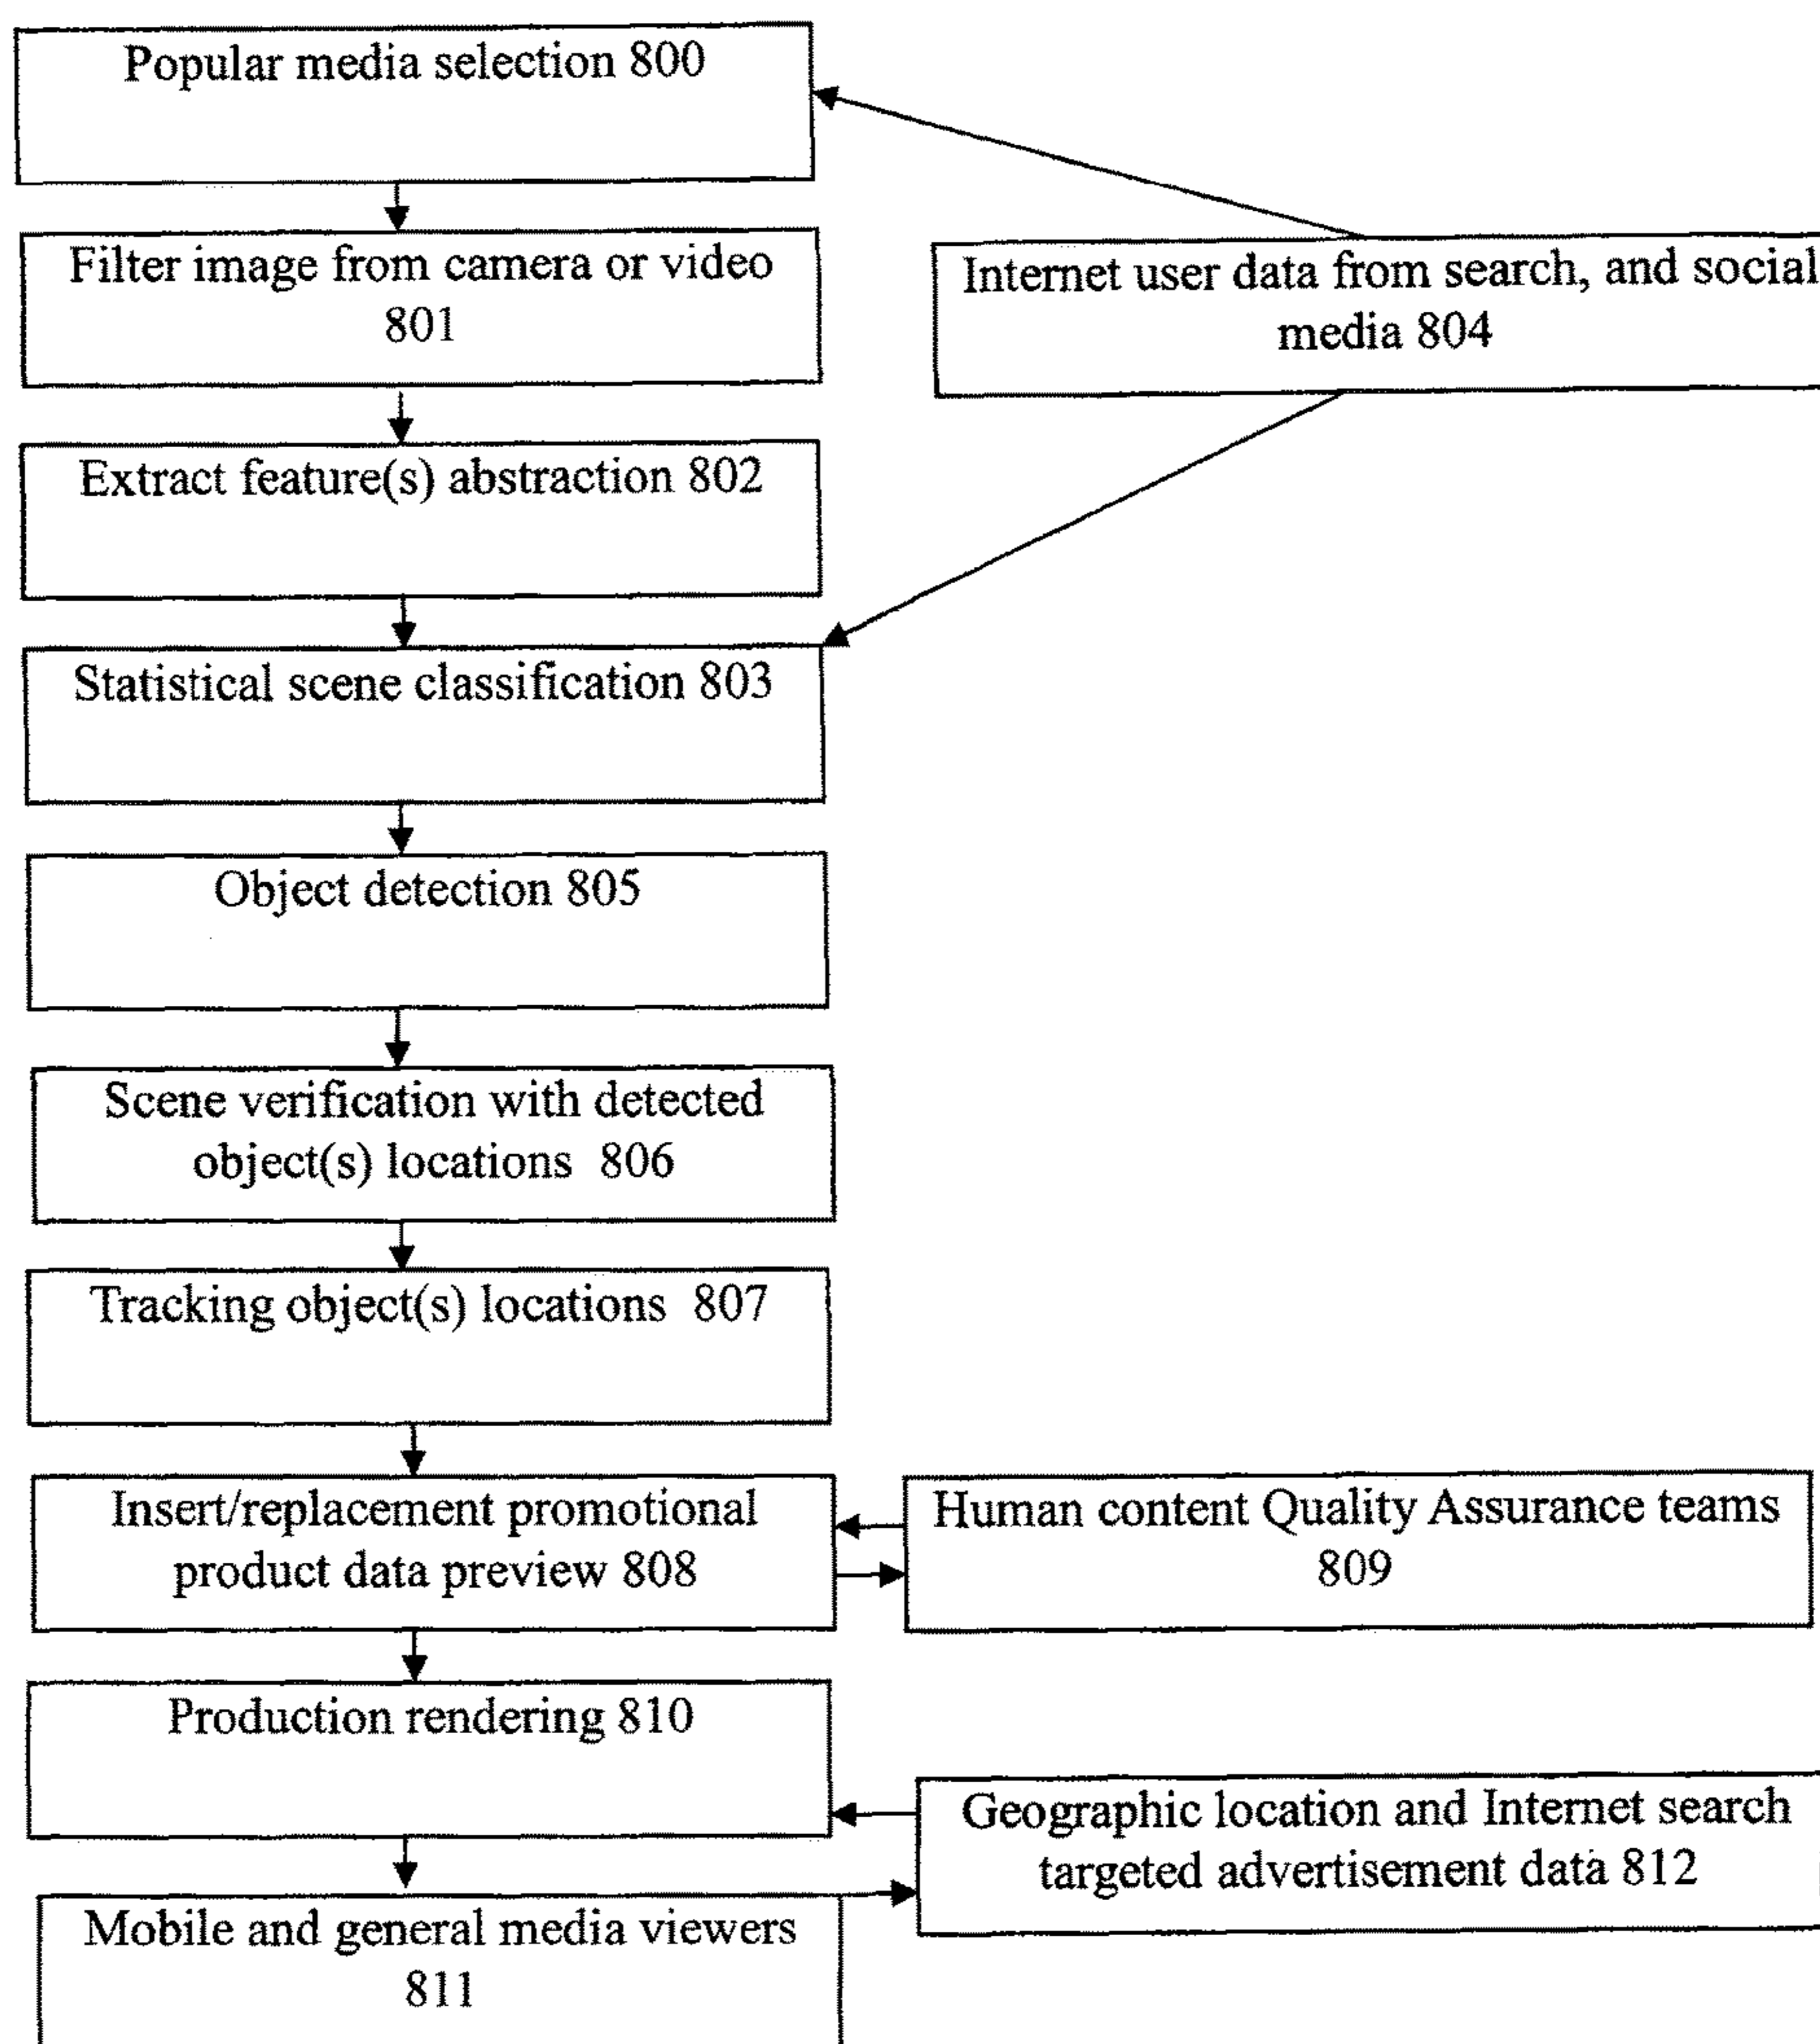 Popular media selection 800
Filter image from camera or video
801
Internet user data from search, and social
media 804
Extract feature(s) abstraction 802
Statistical scene classification 803
Object detection 805
Scene verification with detected
object(s) locations 806
Tracking object(s) locations 807
Insert/replacement promotional
product data preview 808
Human content Quality Assurance teams
809
Production rendering 810
Geographic location and Internet search
targeted advertisement data 812
Mobile and general media viewers
811